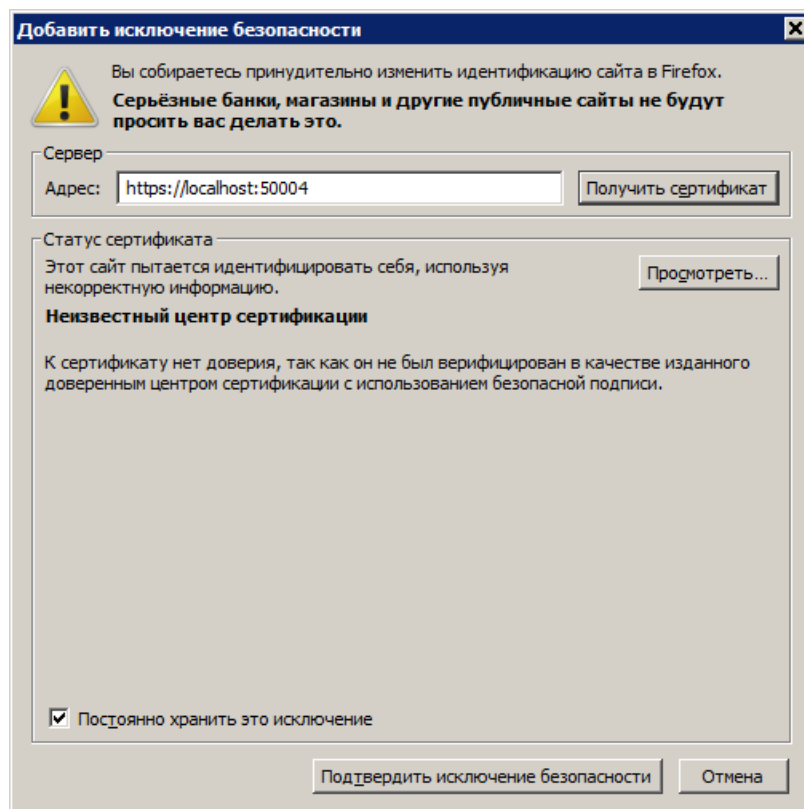 Добавить исключение безопасности
Вы собираетесь принудительно изменить идентификацию сайта в Firefox.
Серьёзные банки, магазины и другие публичные сайты не будут
просить вас делать это.
Сервер
Адрес: https://localhost:50004 Получить сертификат
Статус сертификата
Этот сайт пытается идентифицировать себя, используя
некорректную информацию.
Просмотреть...
Неизвестный центр сертификации
К сертификату нет доверия, так как он не был верифицирован в качестве изданного
доверенным центром сертификации с использованием безопасной подписи.
Постоянно хранить это исключение
Подтвердить исключение безопасности Отмена